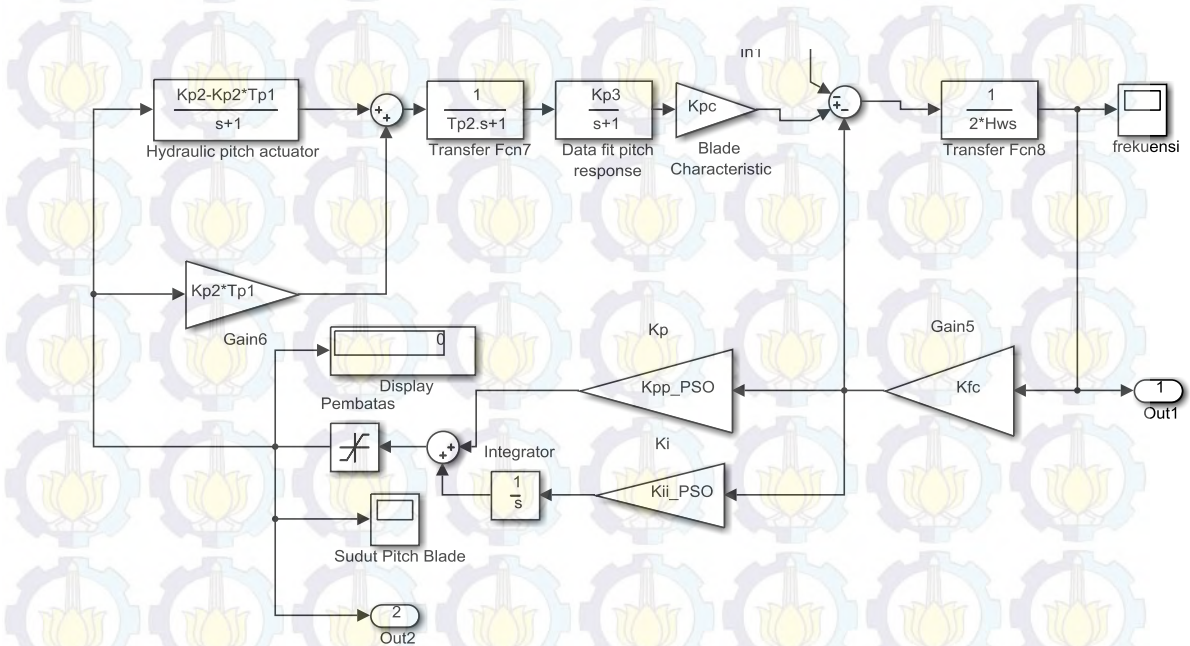 Kp2-Kp2*Tp1
s+1
Hydraulic pitch actuator
+
+
1
Tp2.s+1
Transfer Fcn7
Kp3
s+1
Data fit pitch
response
Kpc
Blade
Characteristic
In1
−
+
−
1
2*Hws
Transfer Fcn8
frekuensi
Kp2*Tp1
Gain6
0
Display
Pembatas
Kp
Kpp_PSO
Gain5
Kfc
1
Out1
+
+
Integrator
1
s
Ki
Kii_PSO
Sudut Pitch Blade
2
Out2